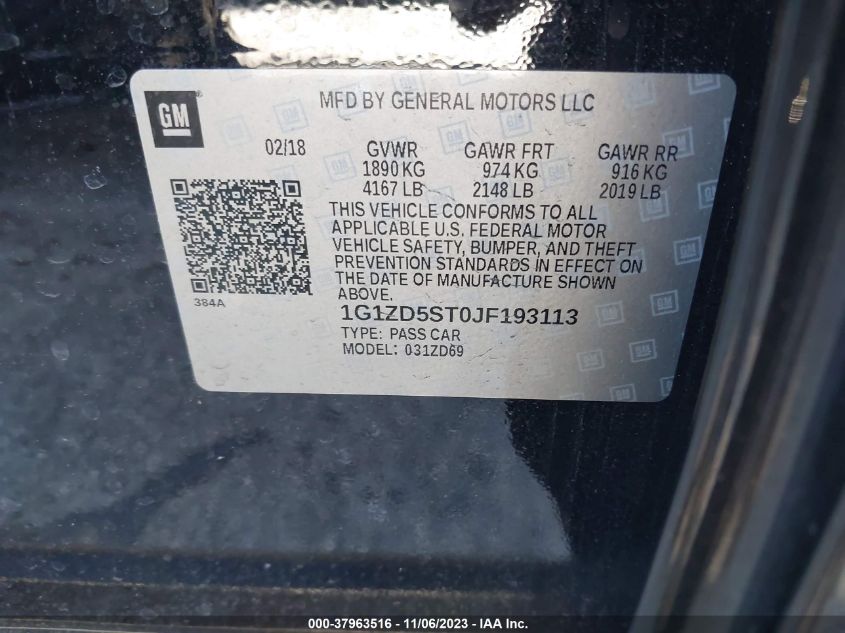 GM
MFD BY GENERAL MOTORS LLC
02/18 GVWR GAWR FRT GAWR RR
1890 KG 974 KG 916 KG
4167 LB 2148 LB 2019 LB
THIS VEHICLE CONFORMS TO ALL
APPLICABLE U.S. FEDERAL MOTOR
VEHICLE SAFETY, BUMPER, AND THEFT
PREVENTION STANDARDS IN EFFECT ON
THE DATE OF MANUFACTURE SHOWN
ABOVE.
384A
1G1ZD5ST0JF193113
TYPE: PASS CAR
MODEL: 031ZD69
000-37963516 - 11/06/2023 - IAA Inc.